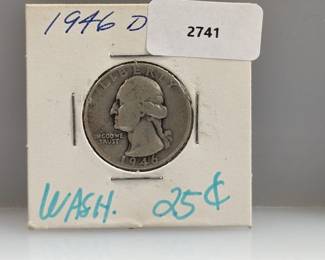 1946 D
2741
LIBERTY
IN GOD WE
TRUST
1946
WASH. 25¢